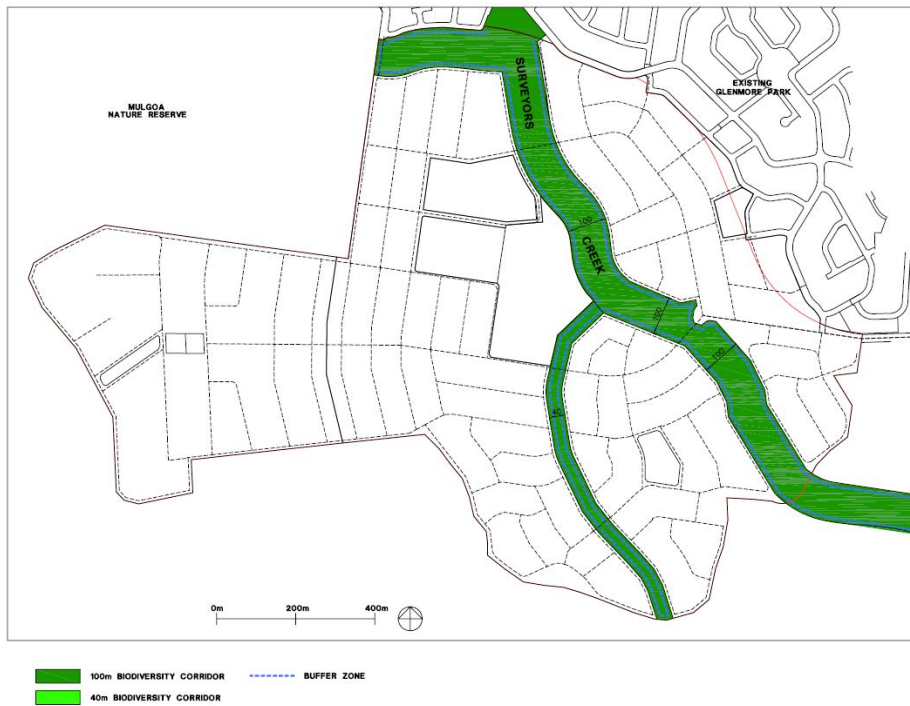 MULGOA
NATURE RESERVE
EXISTING
GLENMORE PARK
SURVEYORS
100
CREEK
100
100
40
0m 200m 400m
100m BIODIVERSITY CORRIDOR
BUFFER ZONE
40m BIODIVERSITY CORRIDOR